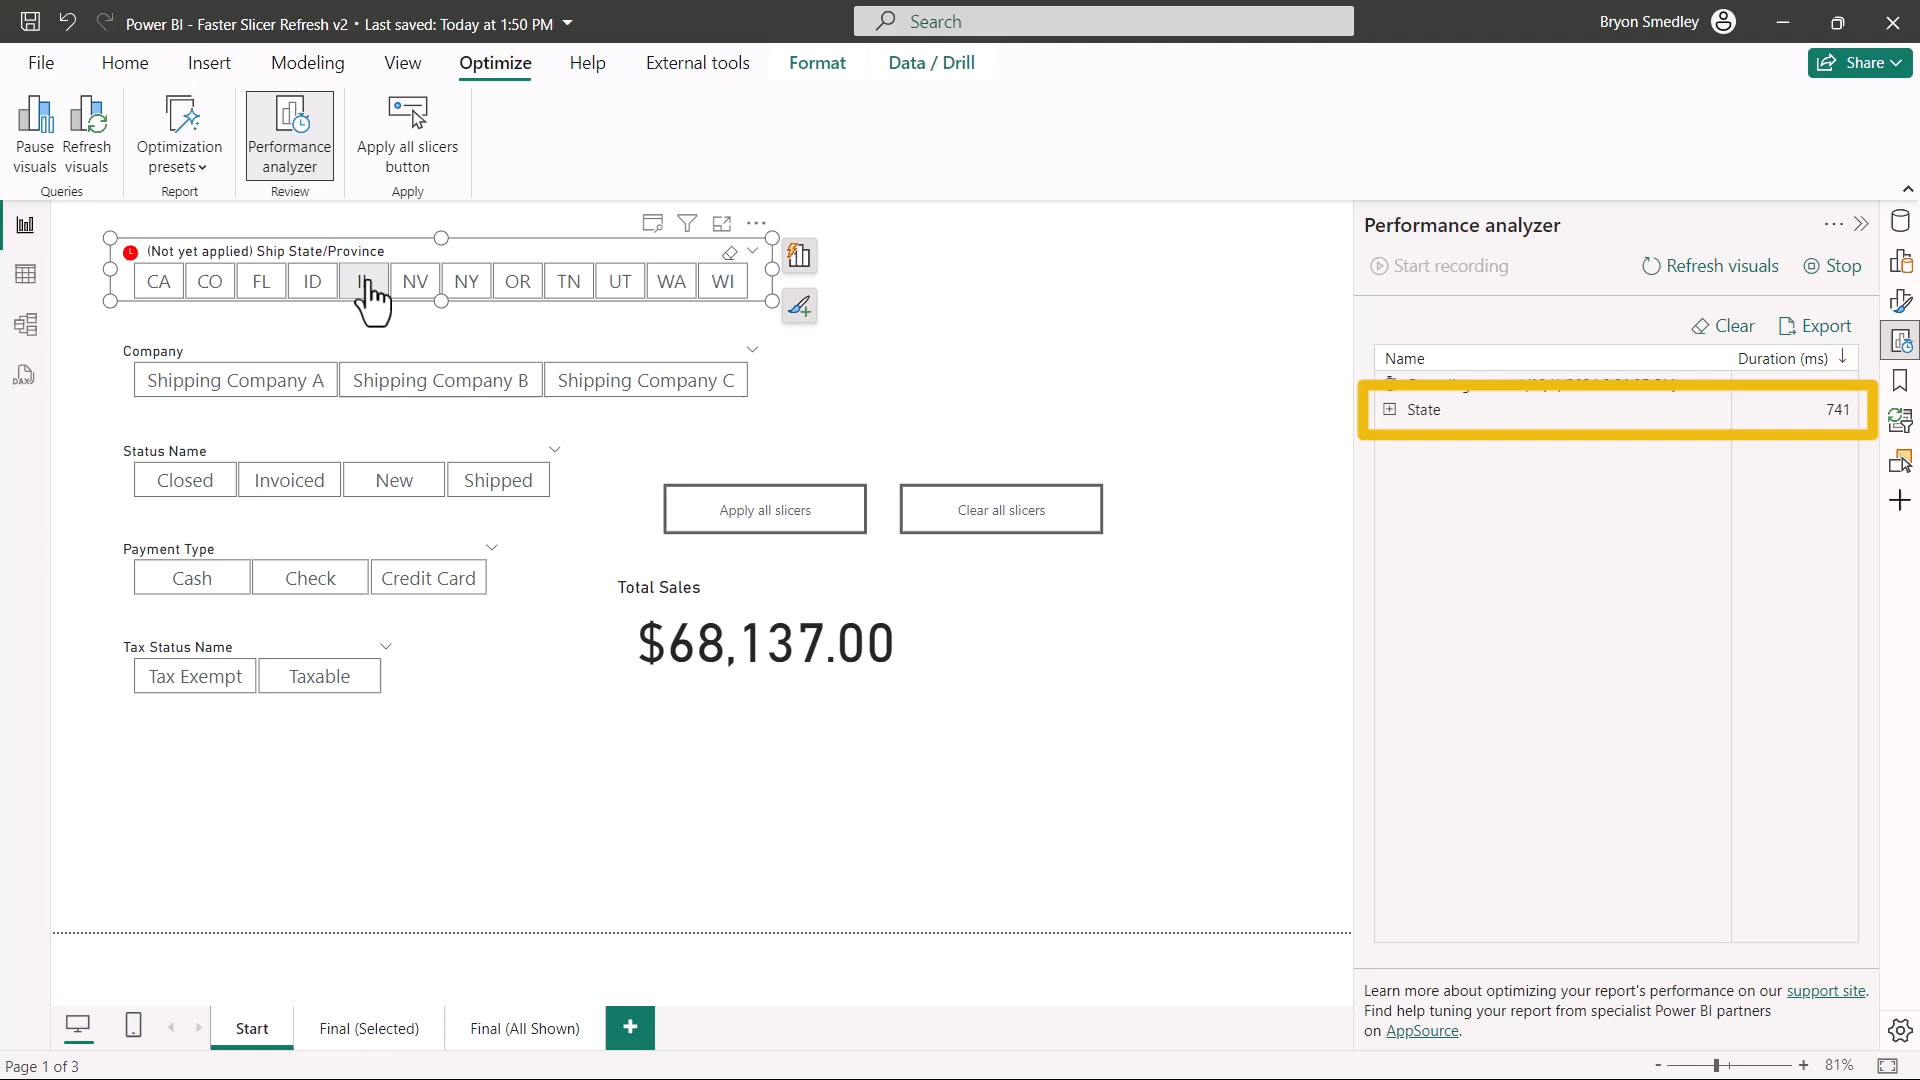 Power BI - Faster Slicer Refresh v2 • Last saved: Today at 1:50 PM
Search
Bryon Smedley
File
Home
Insert
Modeling
View
Optimize
Help
External tools
Format
Data / Drill
Share
Pause visuals
Refresh visuals
Optimization presets
Performance analyzer
Apply all slicers button
Queries
Report
Review
Apply
(Not yet applied) Ship State/Province
CA
CO
FL
ID
NV
NY
OR
TN
UT
WA
WI
Company
Shipping Company A
Shipping Company B
Shipping Company C
Status Name
Closed
Invoiced
New
Shipped
Apply all slicers
Clear all slicers
Payment Type
Cash
Check
Credit Card
Total Sales
$68,137.00
Tax Status Name
Tax Exempt
Taxable
Performance analyzer
Start recording
Refresh visuals
Stop
Clear
Export
Name
Duration (ms)
State
741
Learn more about optimizing your report's performance on our support site.
Find help tuning your report from specialist Power BI partners
on AppSource.
DAX
Start
Final (Selected)
Final (All Shown)
Page 1 of 3
- + 81%